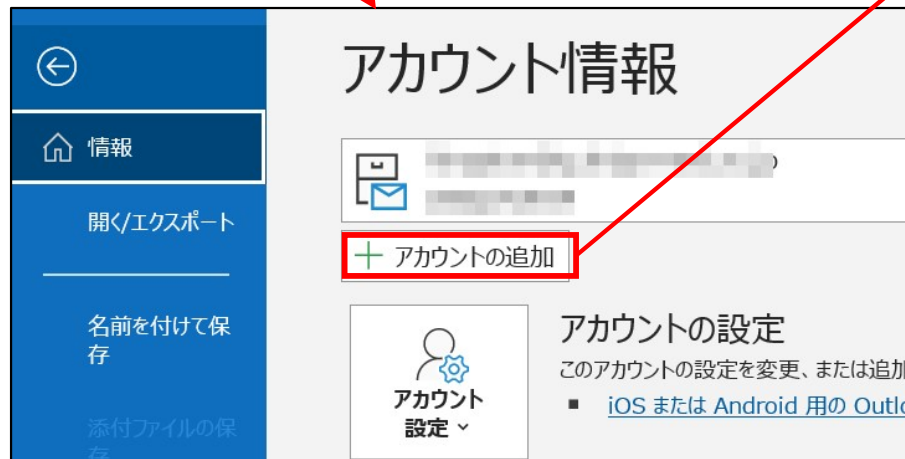 アカウント情報
情報
開く/エクスポート
アカウントの追加
名前を付けて保
存
アカウントの設定
このアカウントの設定を変更、または追加
アカウント
設定
iOS または Android 用の Outlo
添付ファイルの保
存